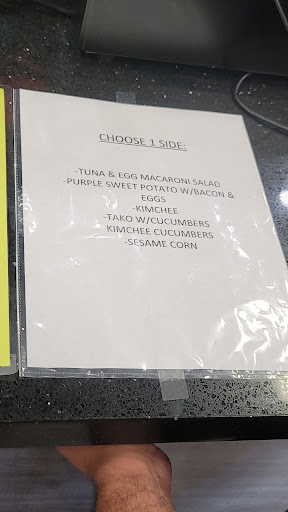 CHOOSE 1 SIDE:
-TUNA & EGG MACARONI SALAD
-PURPLE SWEET POTATO W/BACON &
EGGS
-KIMCHEE
-TAKO W/CUCUMBERS
KIMCHEE CUCUMBERS
-SESAME CORN